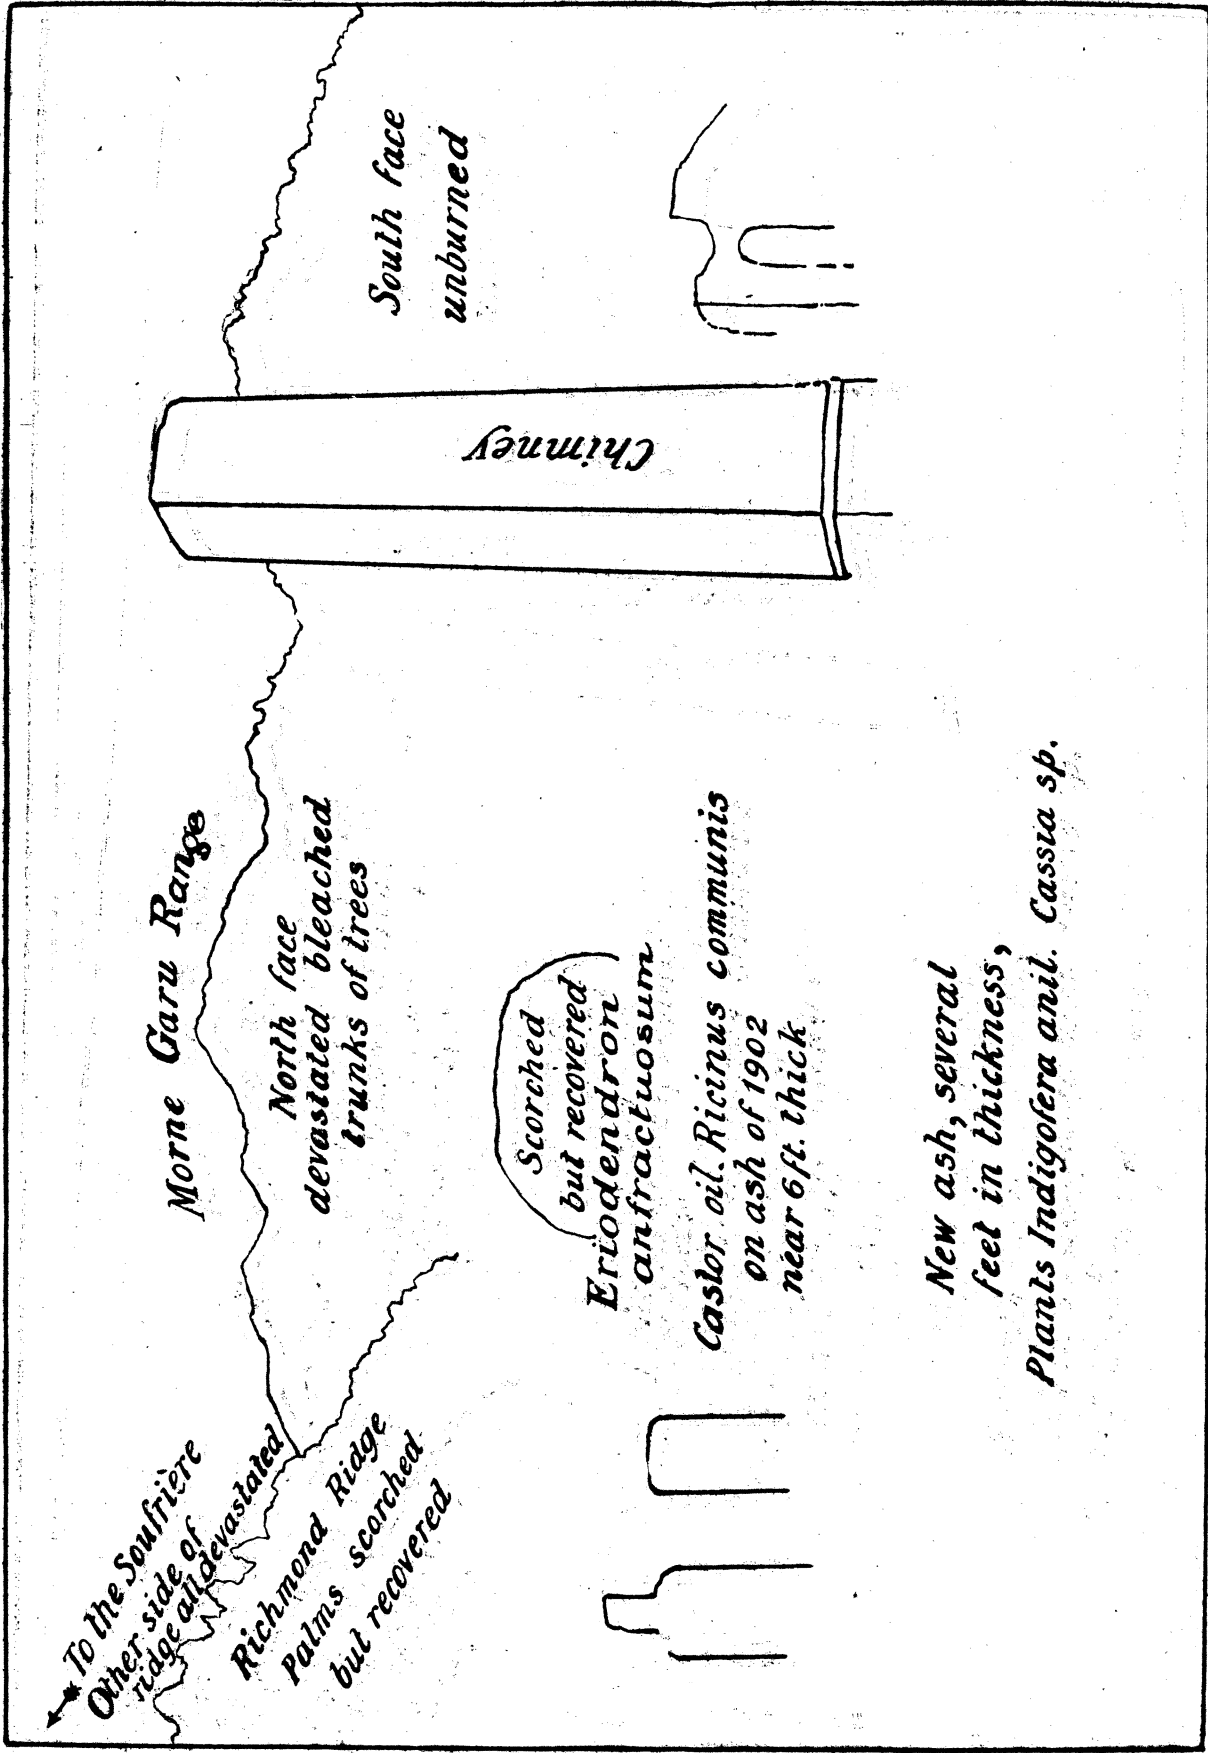 To the Soufrière
Other side of
ridge all devastated
Richmond Ridge
Palms scorched
but recovered
Morne Garu Range
North face
devastated bleached
trunks of trees
Scorched
but recovered
Eriodendron
anfractuosum
Castor oil. Ricinus communis
on ash of 1902
near 6ft. thick
New ash, several
feet in thickness,
Plants Indigofera anil. Cassia sp.
Chimney
South face
unburned